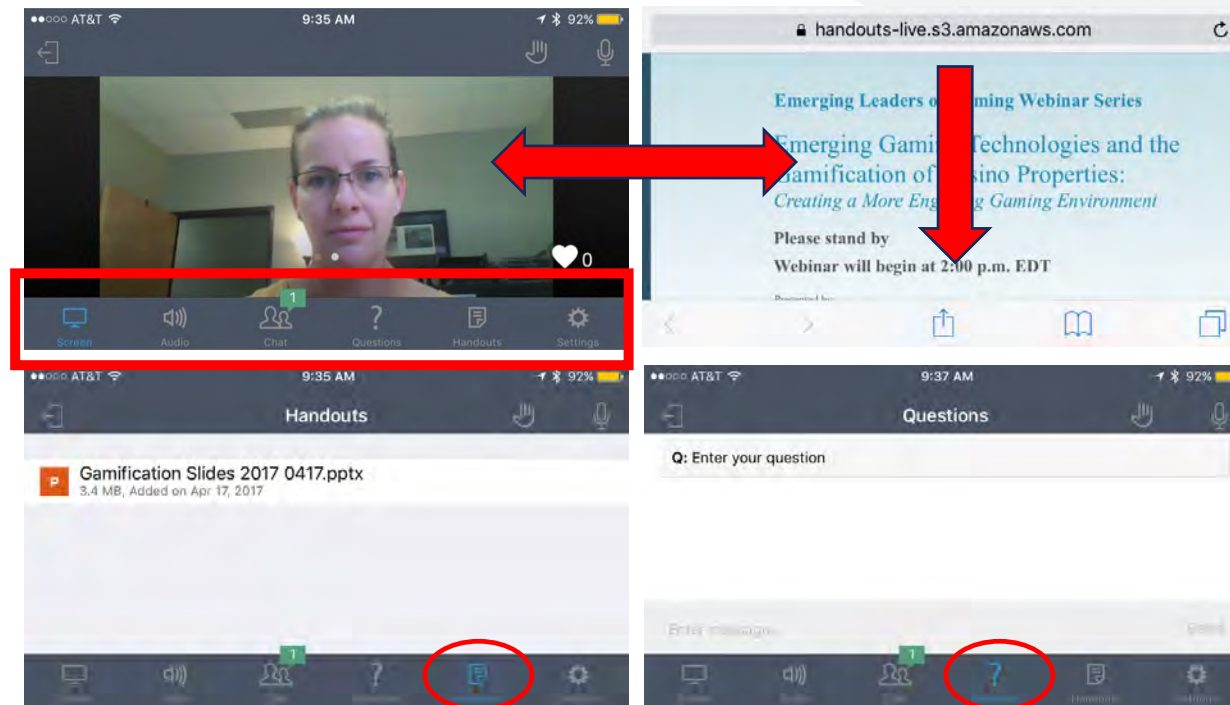 AT&T 9:35 AM 92%
0
1
Screen Audio Chat Questions Handouts Settings
handouts-live.s3.amazonaws.com
Emerging Leaders ming Webinar Series
Emerging Gami Technologies and the
Gamification of sino Properties:
Creating a More Eng g Gaming Environment
Please stand by
Webinar will begin at 2:00 p.m. EDT
AT&T 9:35 AM 92%
Handouts
P
Gamification Slides 2017 0417.pptx
3.4 MB, Added on Apr 17, 2017
1
AT&T 9:37 AM 92%
Questions
Q: Enter your question
Enter message
Send
1
Handouts